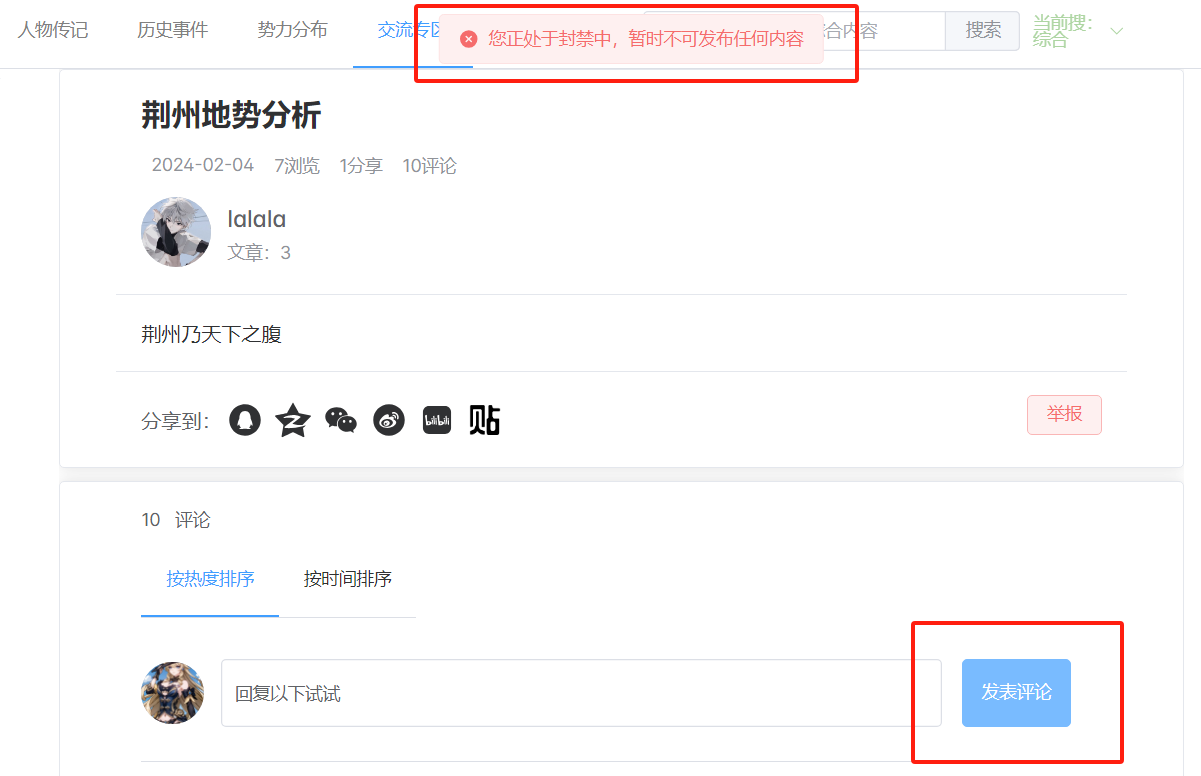 人物传记 历史事件 势力分布 交流专区
您正处于封禁中，暂时不可发布任何内容
合内容 搜索 当前搜：
综合
荆州地势分析
2024-02-04 7浏览 1分享 10评论
lalala
文章：3
荆州乃天下之腹
分享到：
bilibili
贴
举报
10 评论
按热度排序 按时间排序
回复以下试试 发表评论